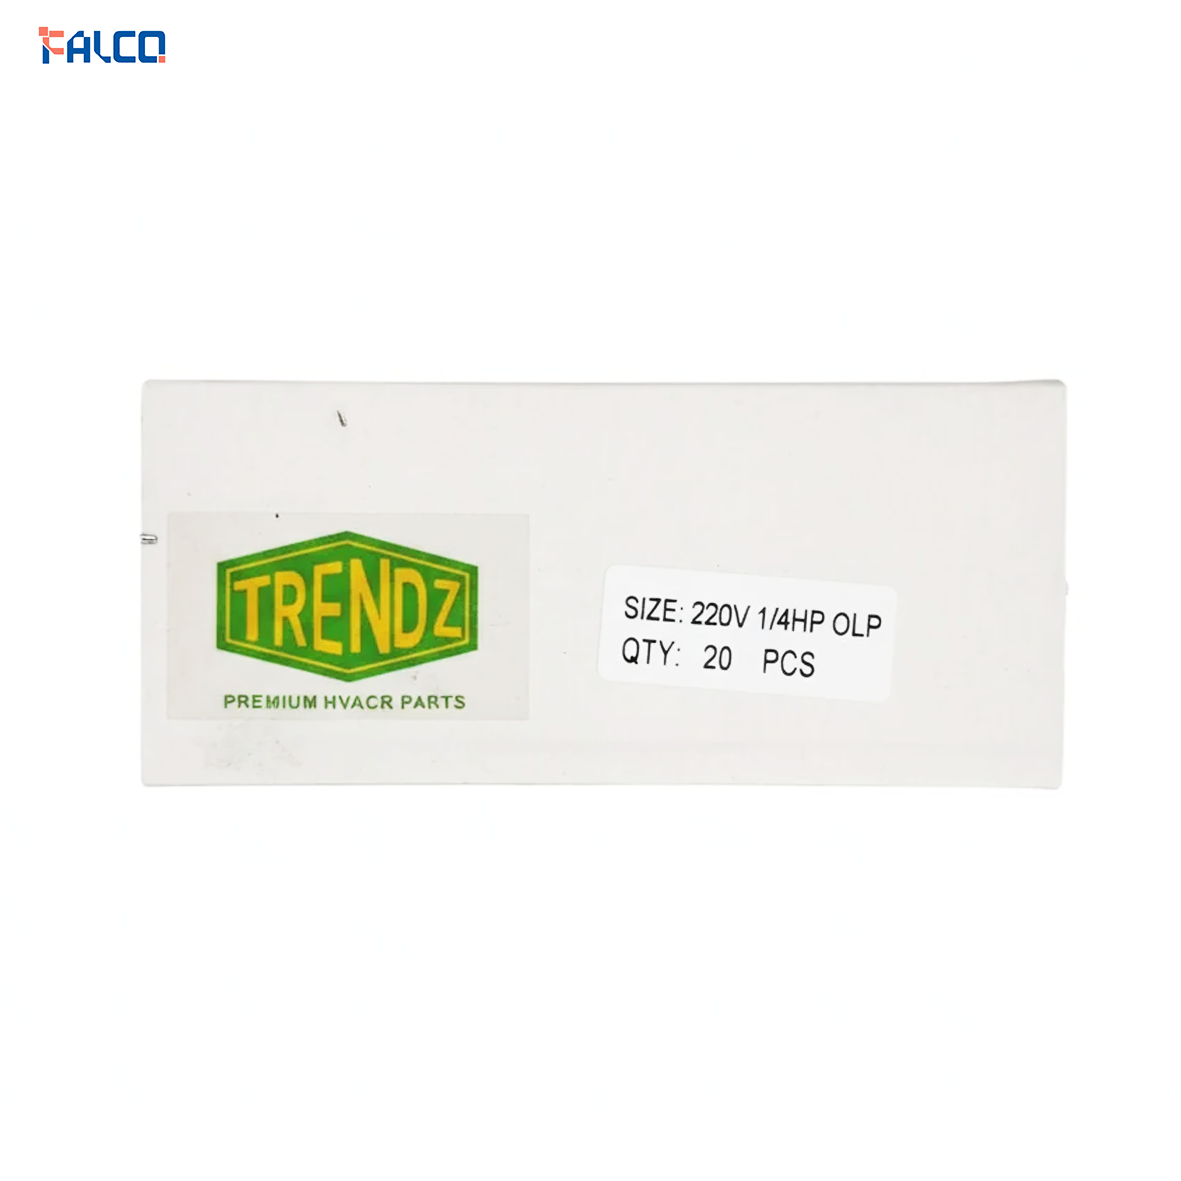 FALCO
TRENDZ
PREMIUM HVACR PARTS
SIZE: 220V 1/4HP OLP
QTY: 20 PCS